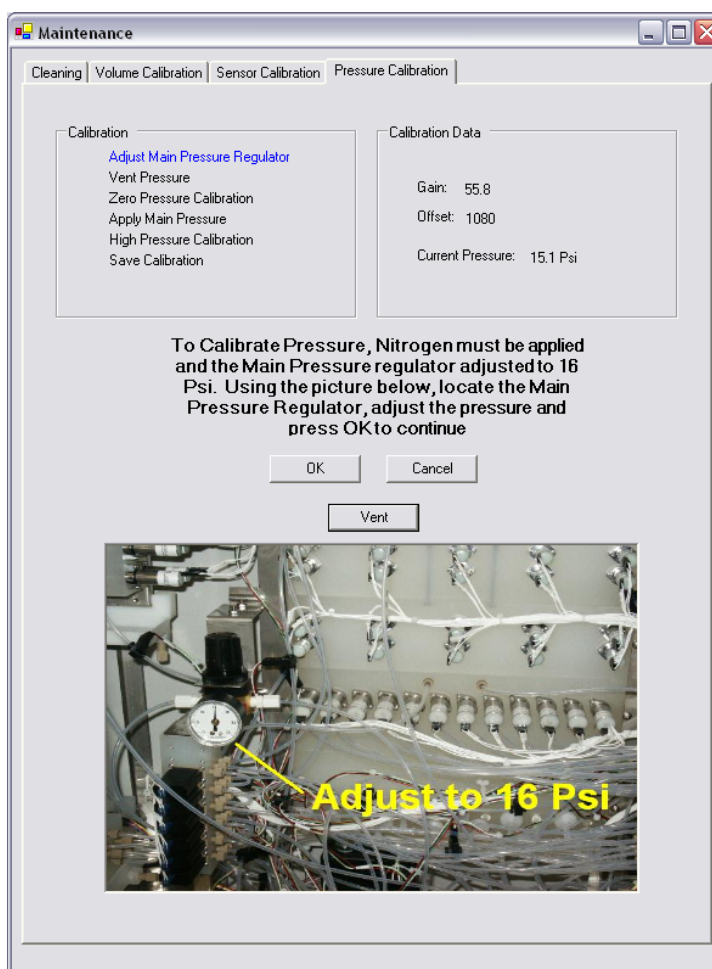 Maintenance
Cleaning
Volume Calibration
Sensor Calibration
Pressure Calibration
Calibration
Adjust Main Pressure Regulator
Vent Pressure
Zero Pressure Calibration
Apply Main Pressure
High Pressure Calibration
Save Calibration
Calibration Data
Gain: 55.8
Offset: 1080
Current Pressure: 15.1 Psi
To Calibrate Pressure, Nitrogen must be applied
and the Main Pressure regulator adjusted to 16
Psi. Using the picture below, locate the Main
Pressure Regulator, adjust the pressure and
press OK to continue
OK
Cancel
Vent
Adjust to 16 Psi